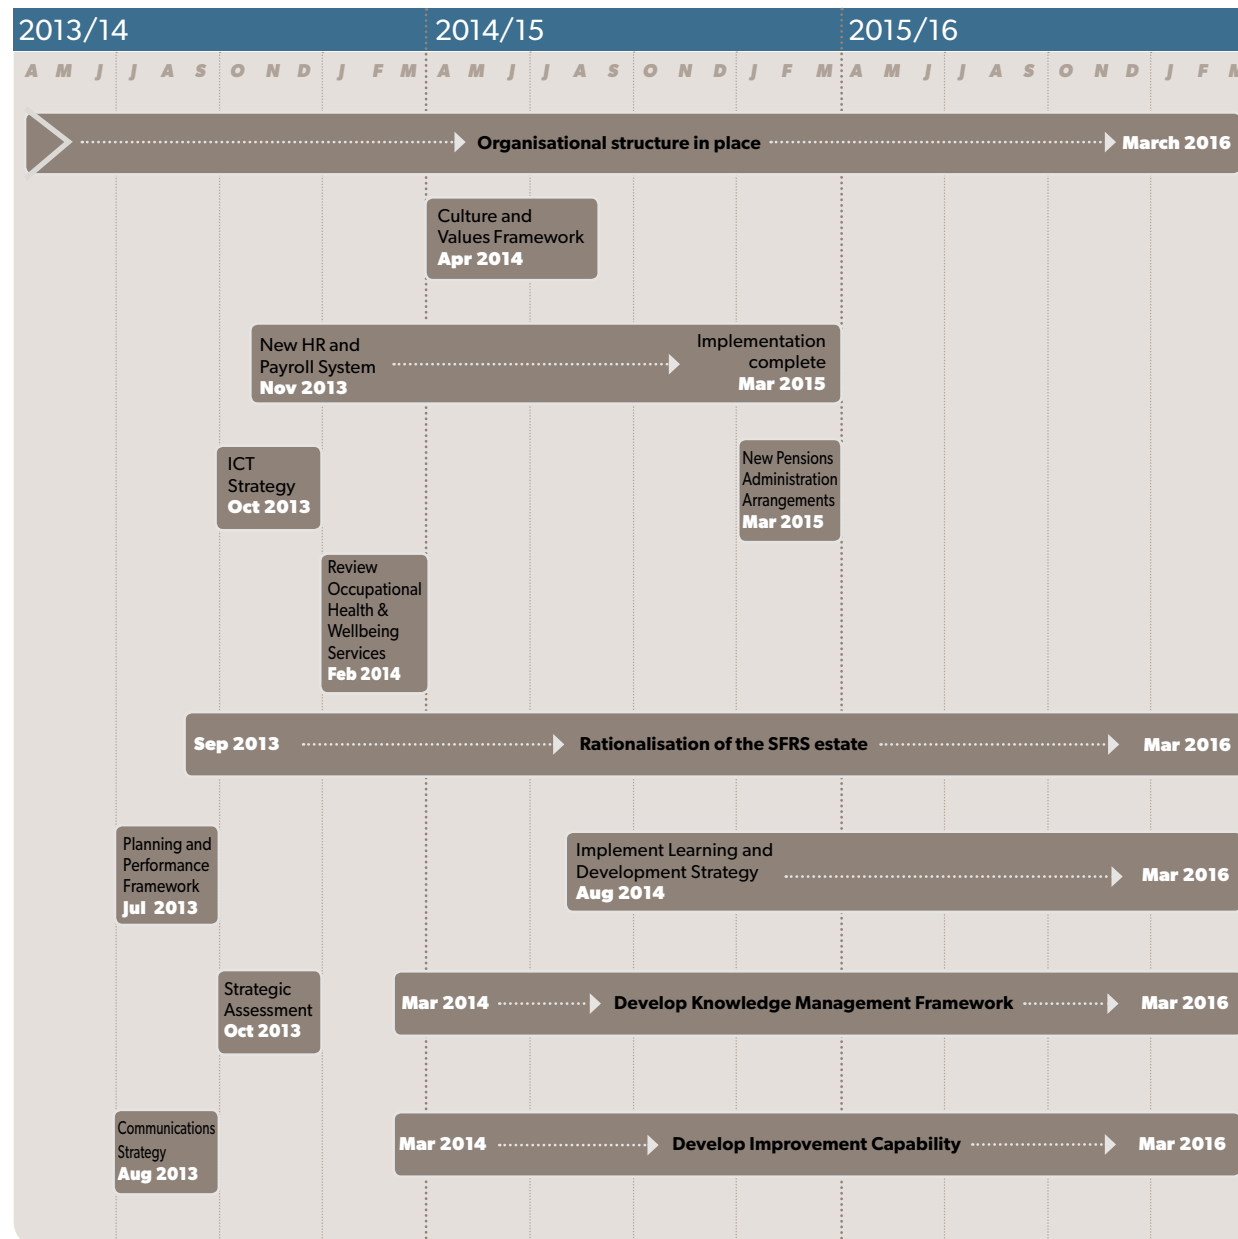 2013/14 2014/15 2015/16
A M J J A S O N D J F M A M J J A S O N D J F M A M J J A S O N D J F M
Organisational structure in place March 2016
Culture and
Values Framework
Apr 2014
New HR and
Payroll System
Nov 2013
Implementation
complete
Mar 2015
ICT
Strategy
Oct 2013
New Pensions
Administration
Arrangements
Mar 2015
Review
Occupational
Health &
Wellbeing
Services
Feb 2014
Sep 2013 Rationalisation of the SFRS estate Mar 2016
Planning and
Performance
Framework
Jul 2013
Implement Learning and
Development Strategy
Aug 2014
Mar 2016
Strategic
Assessment
Oct 2013
Mar 2014 Develop Knowledge Management Framework Mar 2016
Communications
Strategy
Aug 2013
Mar 2014 Develop Improvement Capability Mar 2016